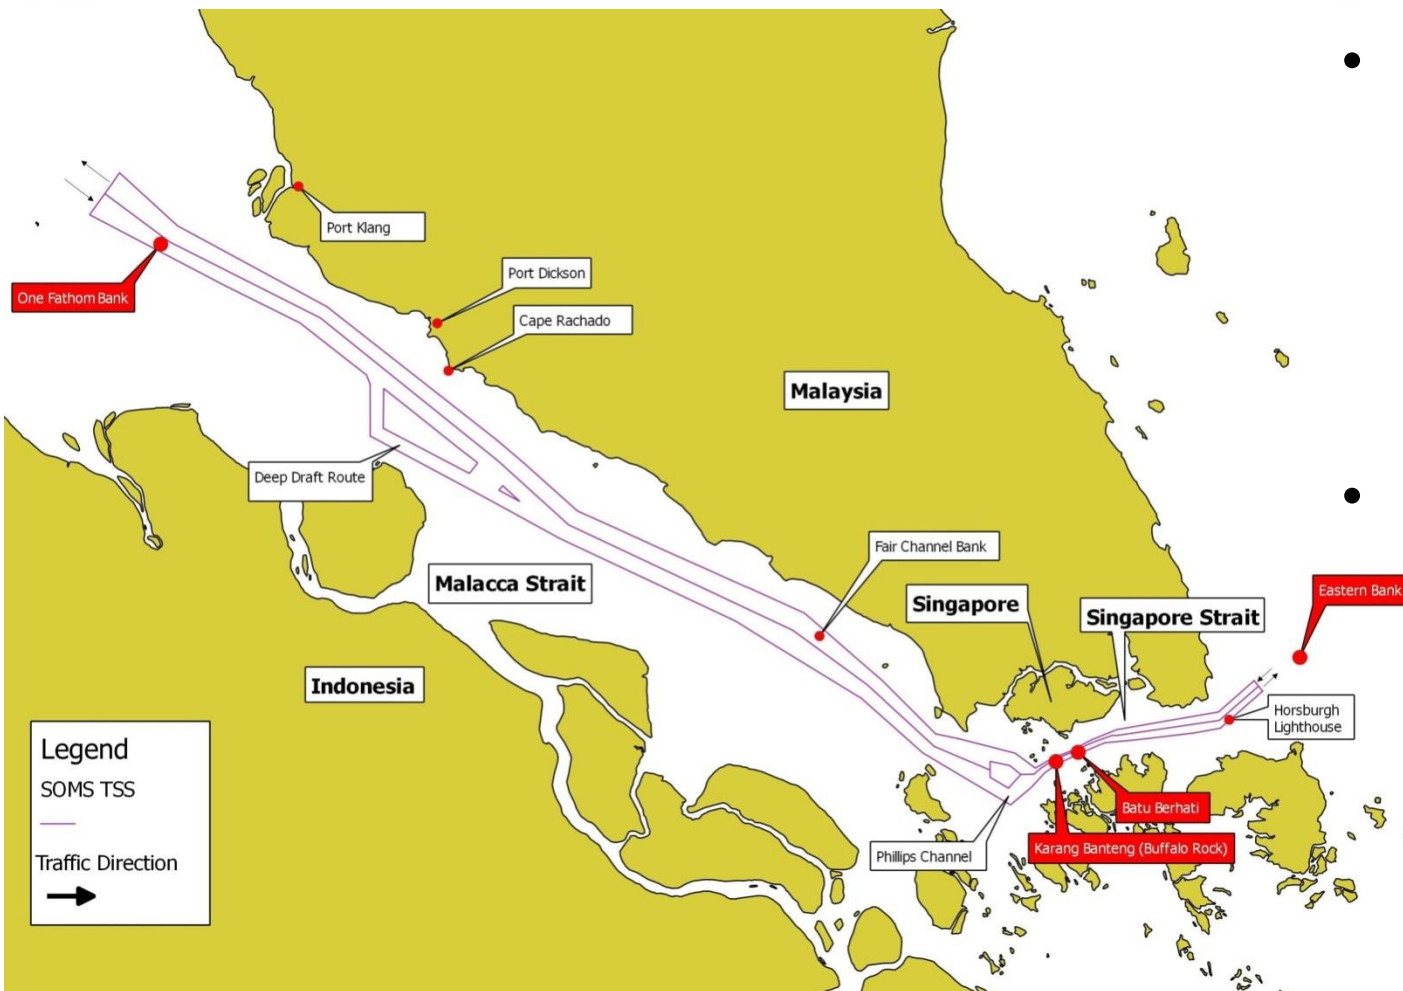 Port Klang
Port Dickson
One Fathom Bank
Cape Rachado
Malaysia
Deep Draft Route
Fair Channel Bank
Malacca Strait
Singapore
Singapore Strait
Eastern Bank
Indonesia
Horsburgh
Lighthouse
Legend
SOMS TSS
Traffic Direction
Batu Berhati
Karang Banteng (Buffalo Rock)
Phillips Channel